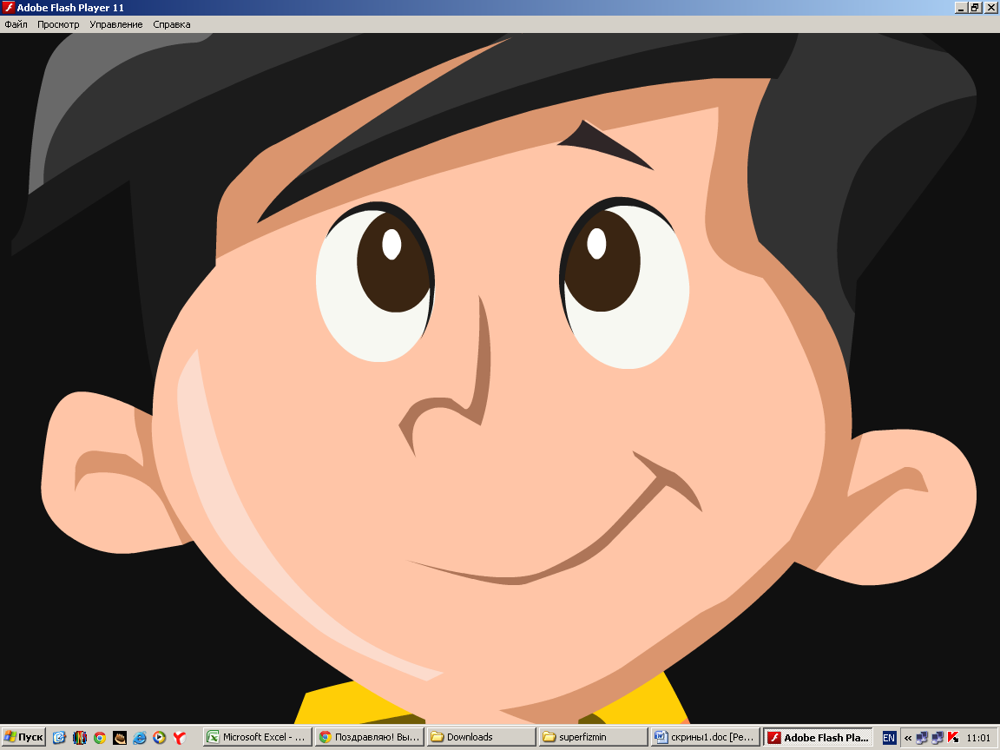 Adobe Flash Player 11
Файл Просмотр Управление Справка
Пуск Microsoft Excel - ... Поздравляю! Вы... Downloads superfizmin скрины1.doc [Ре... Adobe Flash Pla... EN « 11:01